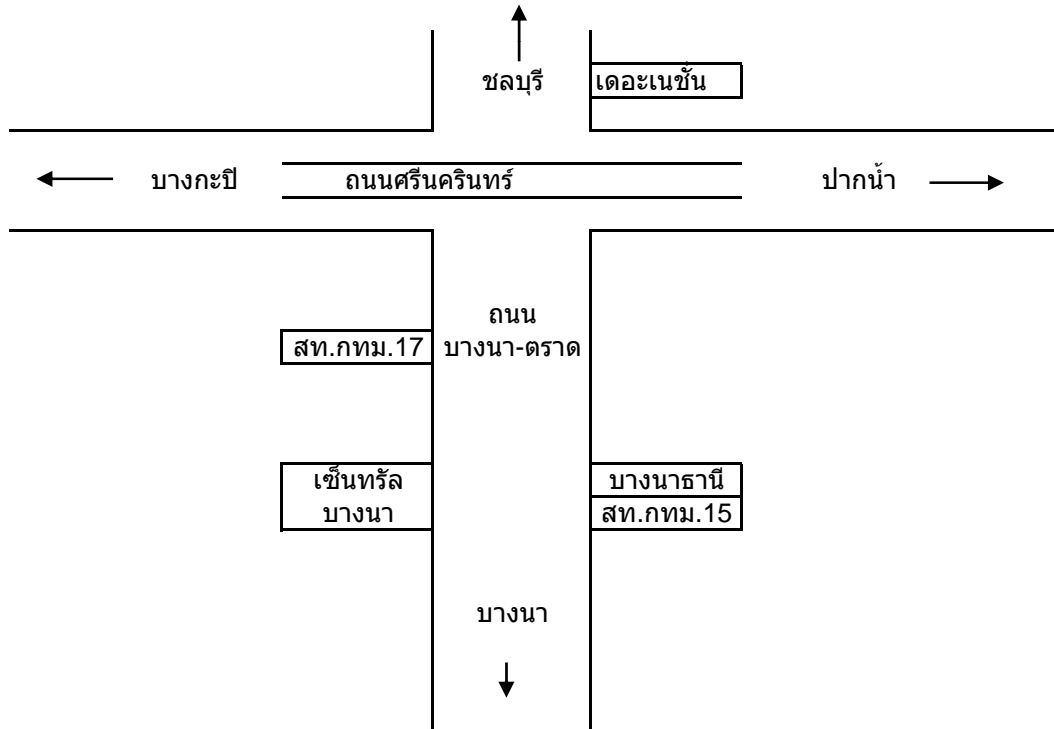 ชลบุรี
เดอะเนชั่น
บางกะปิ
ถนนศรีนครินทร์
ปากน้ำ
ถนน
บางนา-ตราด
สท.กทม.17
เซ็นทรัล
บางนา
บางนาธานี
สท.กทม.15
บางนา